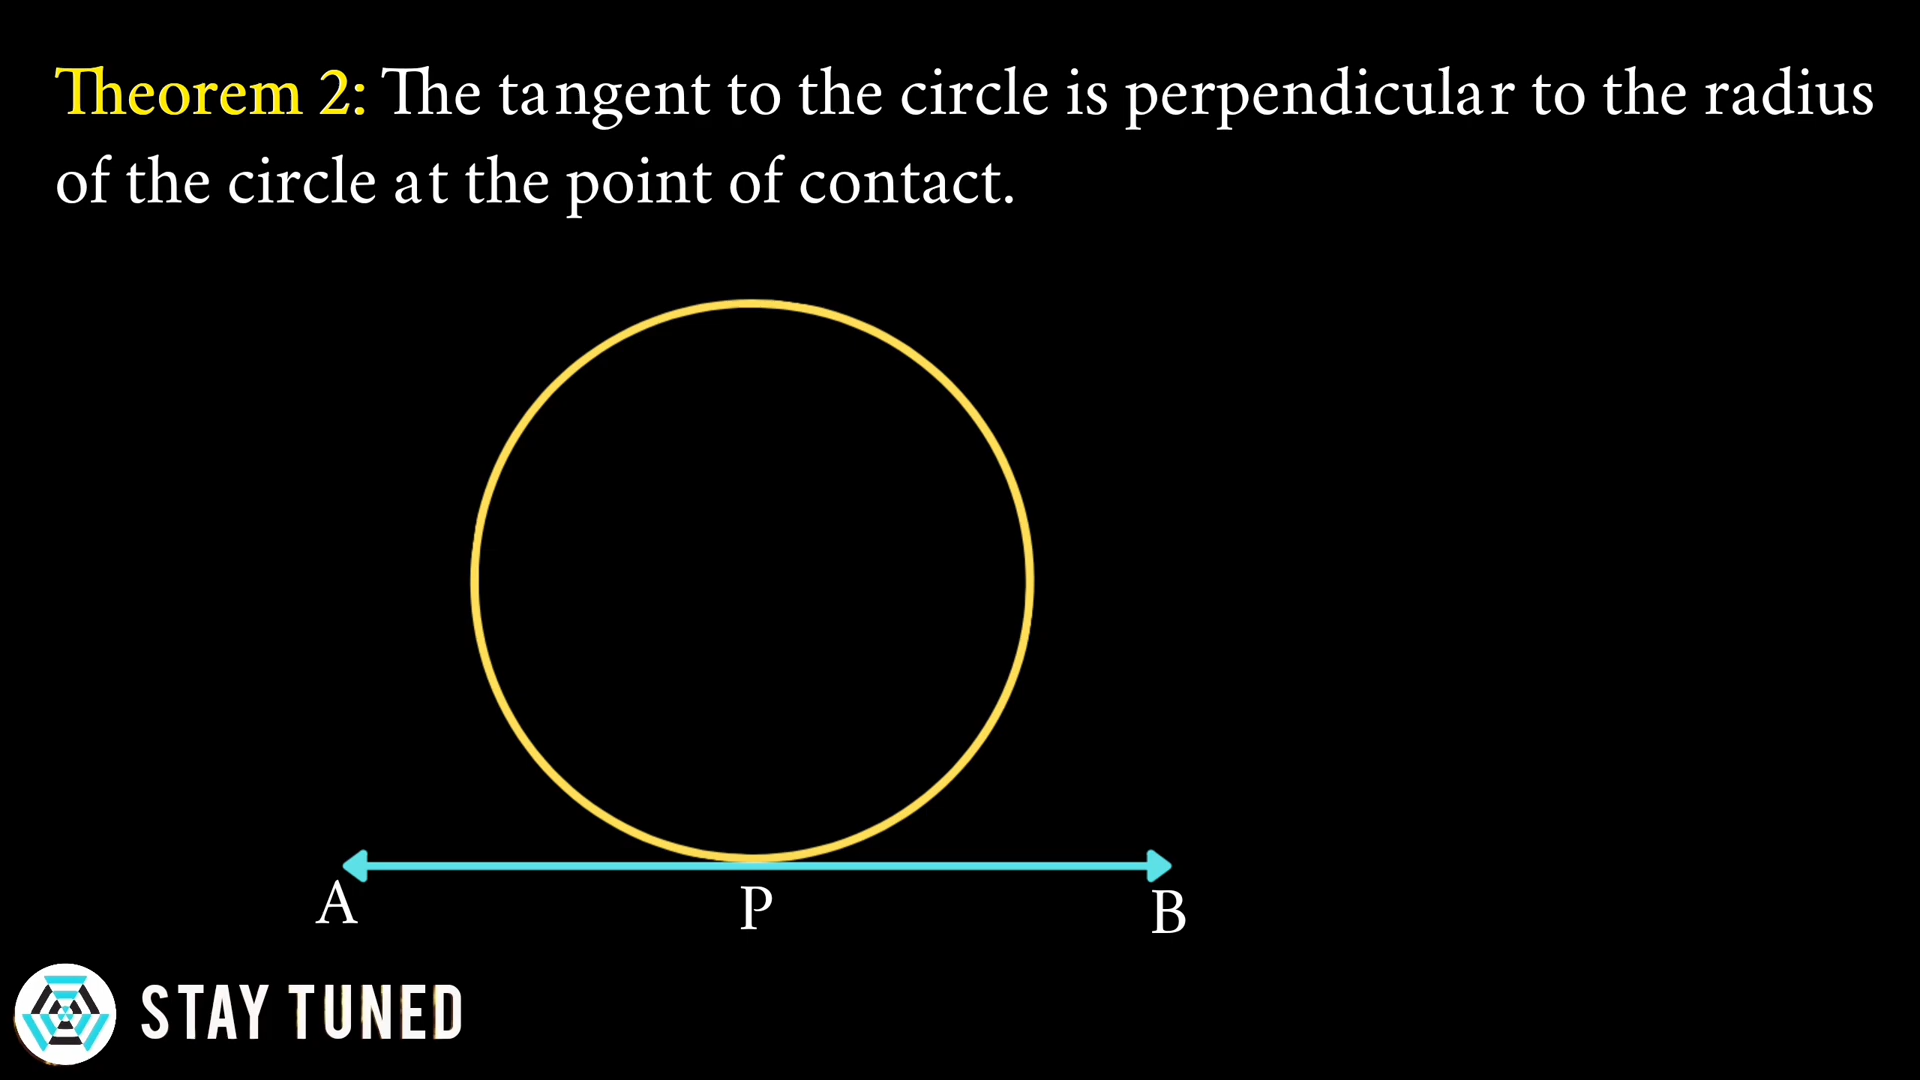 Theorem 2: The tangent to the circle is perpendicular to the radius
of the circle at the point of contact.
A
P
B
STAY TUNED